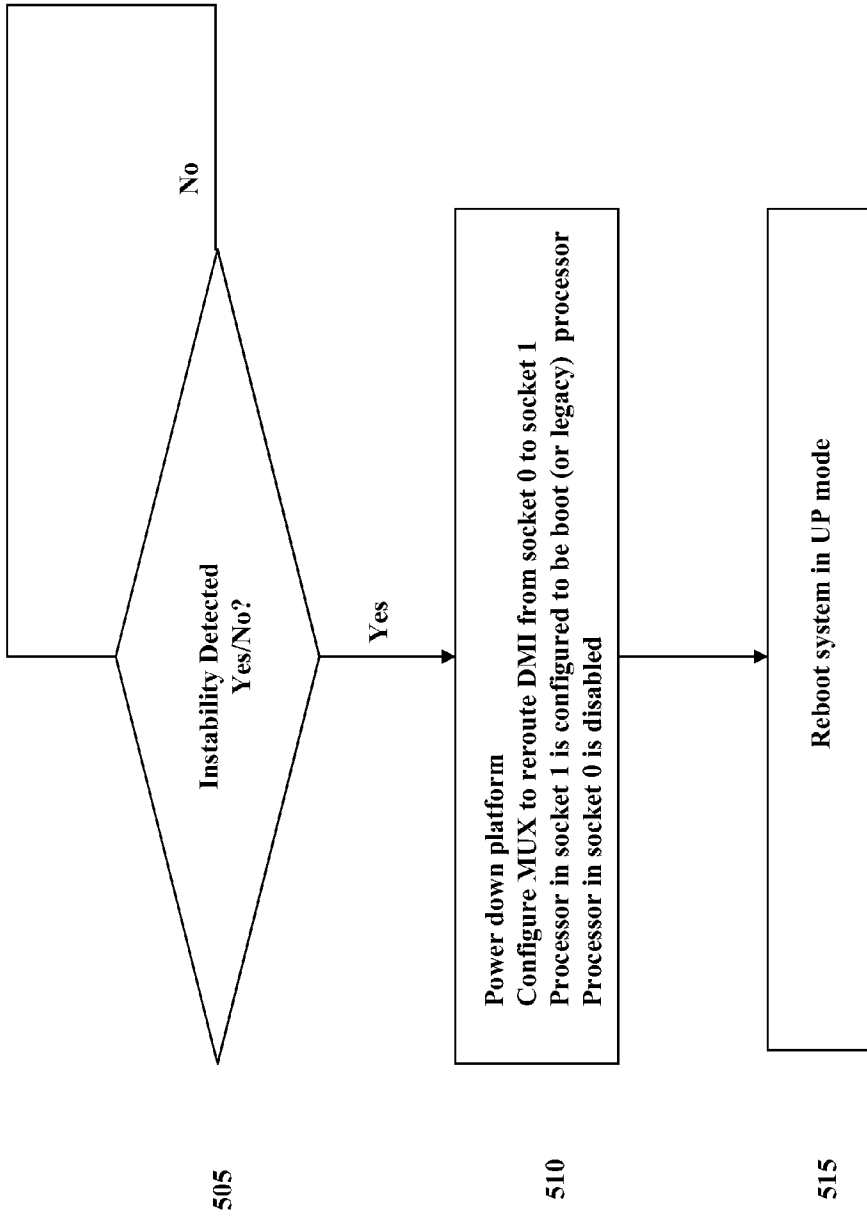 505
Instability Detected
Yes/No?
No
Yes
510
Power down platform
Configure MUX to reroute DMI from socket 0 to socket 1
Processor in socket 1 is configured to be boot (or legacy) processor
Processor in socket 0 is disabled
515
Reboot system in UP mode